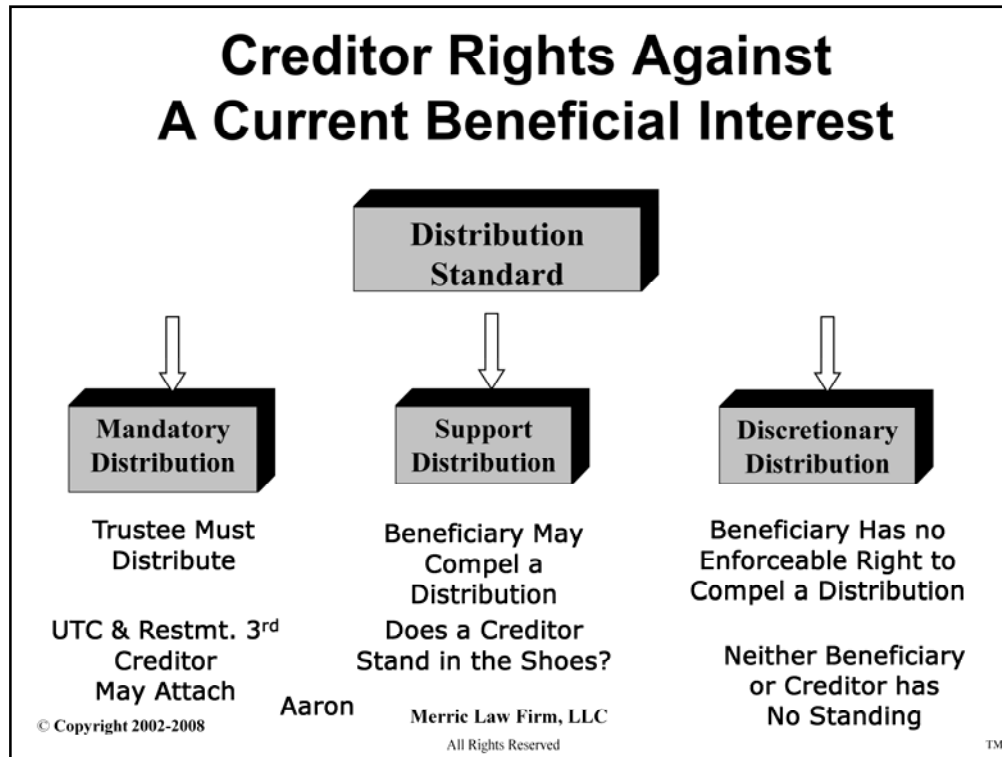 Creditor Rights Against
A Current Beneficial Interest
Distribution
Standard
Mandatory
Distribution
Trustee Must
Distribute
UTC & Restmt. 3rd
Creditor
May Attach
Support
Distribution
Beneficiary May
Compel a
Distribution
Does a Creditor
Stand in the Shoes?
Discretionary
Distribution
Beneficiary Has no
Enforceable Right to
Compel a Distribution
Neither Beneficiary
or Creditor has
No Standing
Aaron
© Copyright 2002-2008
Merric Law Firm, LLC
All Rights Reserved
TM